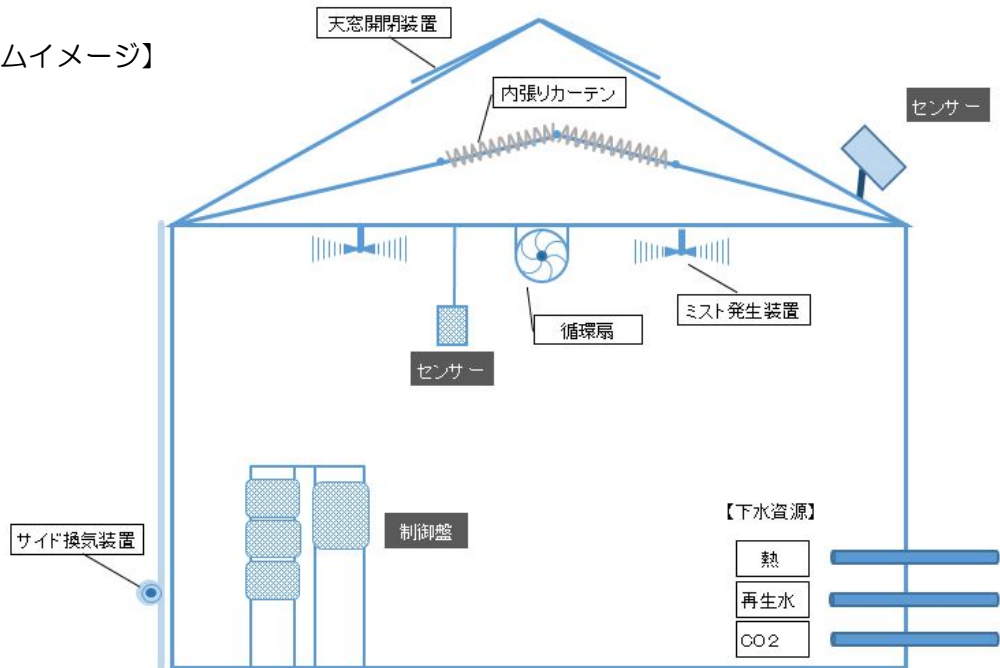 ムイメージ】
天窓開閉装置
内張りカーテン
センサー
ミスト発生装置
循環扇
センサー
制御盤
サイド換気装置
【下水資源】
熱
再生水
CO2